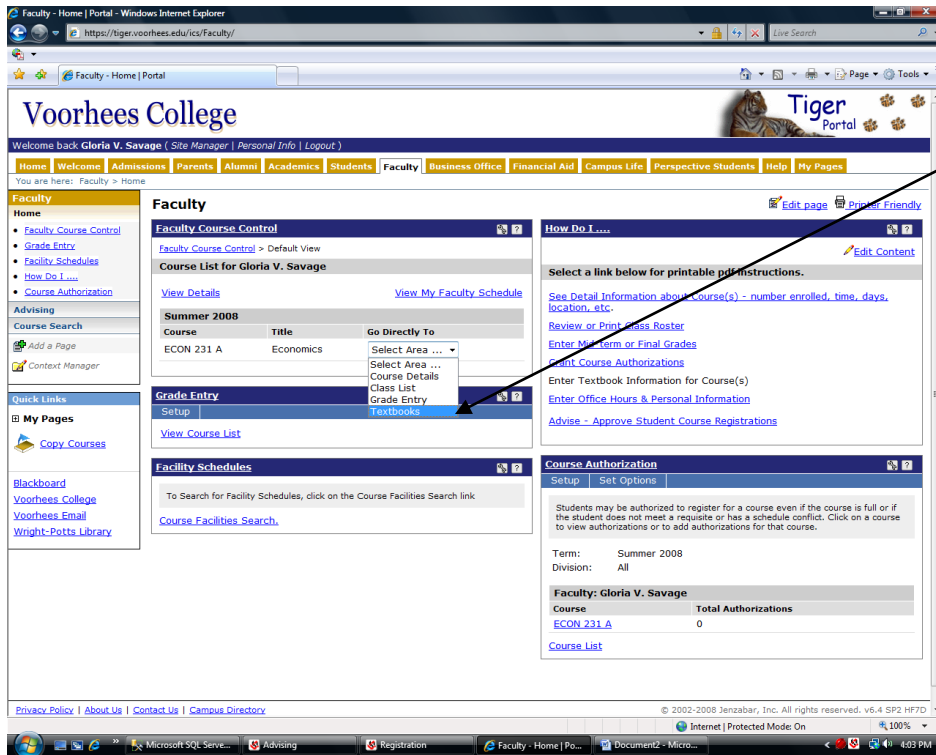 Faculty - Home | Portal - Windows Internet Explorer
https://tiger.voorhees.edu/ics/Faculty/
Live Search
Faculty - Home | Portal
Page
Tools
Voorhees College
Tiger
Portal
Welcome back Gloria V. Savage ( Site Manager | Personal Info | Logout )
Home Welcome Admissions Parents Alumni Academics Students Faculty Business Office Financial Aid Campus Life Perspective Students Help My Pages
You are here: Faculty > Home
Faculty
Home
Faculty Course Control
Grade Entry
Facility Schedules
How Do I ....
Course Authorization
Advising
Course Search
Add a Page
Context Manager
Quick Links
My Pages
Copy Courses
Blackboard
Voorhees College
Voorhees Email
Wright-Potts Library
Faculty
Edit page Printer Friendly
Faculty Course Control
Faculty Course Control > Default View
Course List for Gloria V. Savage
View Details View My Faculty Schedule
Summer 2008
Course Title Go Directly To
ECON 231 A Economics Select Area ...
Select Area ...
Course Details
Class List
Grade Entry
Textbooks
Grade Entry
Setup
View Course List
Facility Schedules
To Search for Facility Schedules, click on the Course Facilities Search link
Course Facilities Search.
How Do I ....
Edit Content
Select a link below for printable pdf instructions.
See Detail Information about Course(s) - number enrolled, time, days,
location, etc.
Review or Print Class Roster
Enter Mid-term or Final Grades
Grant Course Authorizations
Enter Textbook Information for Course(s)
Enter Office Hours & Personal Information
Advise - Approve Student Course Registrations
Course Authorization
Setup Set Options
Students may be authorized to register for a course even if the course is full or if
the student does not meet a requisite or has a schedule conflict. Click on a course
to view authorizations or to add authorizations for that course.
Term: Summer 2008
Division: All
Faculty: Gloria V. Savage
Course Total Authorizations
ECON 231 A 0
Course List
Privacy Policy | About Us | Contact Us | Campus Directory
© 2002-2008 Jenzabar, Inc. All rights reserved. v6.4 SP2 HF7D
Internet | Protected Mode: On 100%
Microsoft SQL Serve... Advising Registration Faculty - Home | Po... Document2 - Micro... 4:03 PM